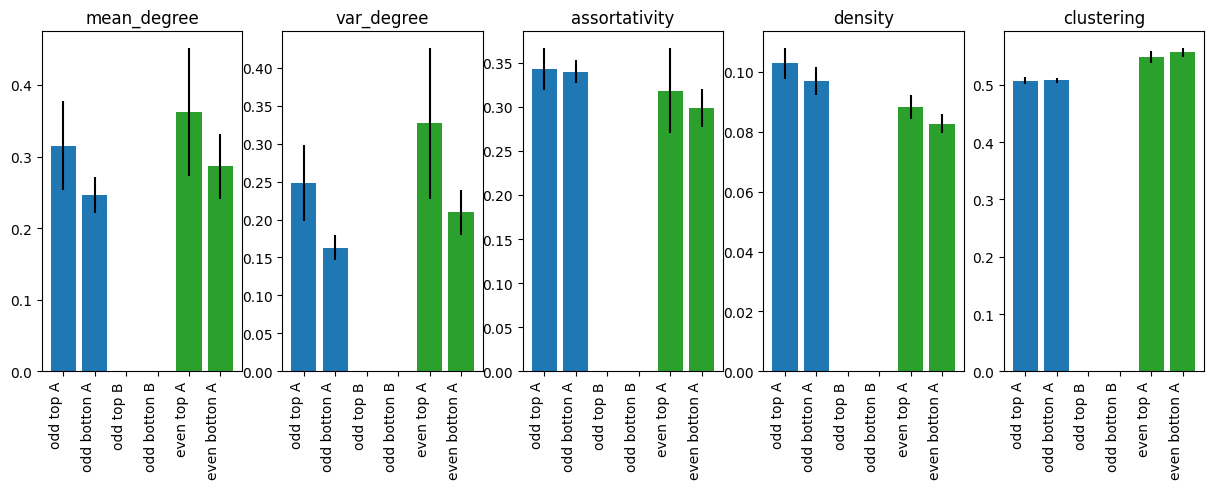 mean_degree
0.4
0.3
0.2
0.1
0.0
odd top A
odd botton A
odd top B
odd botton B
even top A
even botton A
var_degree
0.40
0.35
0.30
0.25
0.20
0.15
0.10
0.05
0.00
odd top A
odd botton A
odd top B
odd botton B
even top A
even botton A
assortativity
0.35
0.30
0.25
0.20
0.15
0.10
0.05
0.00
odd top A
odd botton A
odd top B
odd botton B
even top A
even botton A
density
0.10
0.08
0.06
0.04
0.02
0.00
odd top A
odd botton A
odd top B
odd botton B
even top A
even botton A
clustering
0.5
0.4
0.3
0.2
0.1
0.0
odd top A
odd botton A
odd top B
odd botton B
even top A
even botton A